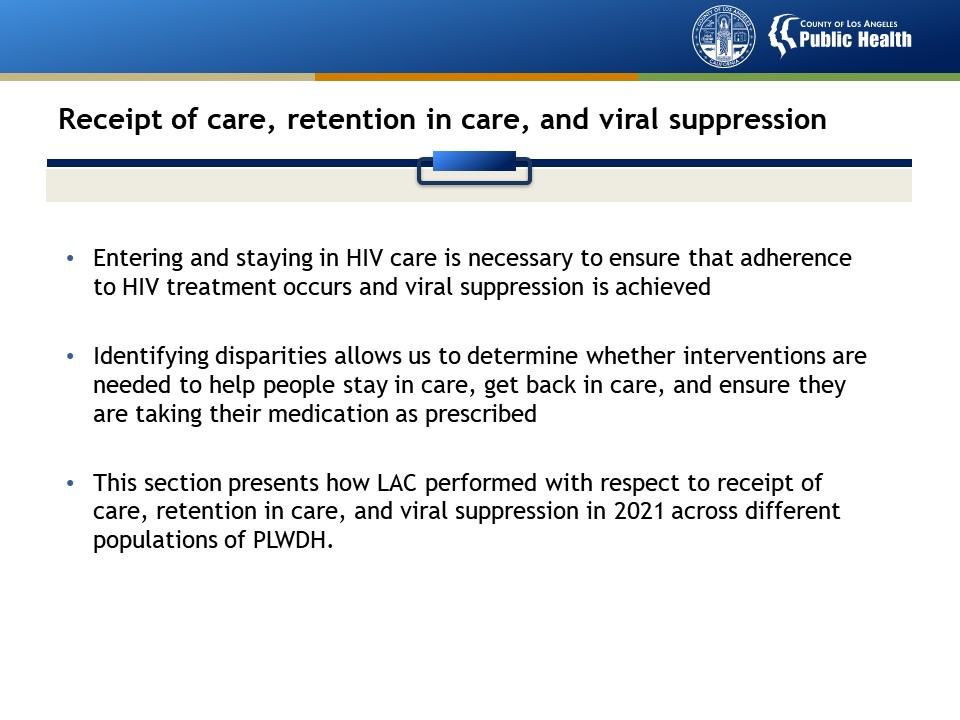 COUNTY OF LOS ANGELES
Public Health
Receipt of care, retention in care, and viral suppression
• Entering and staying in HIV care is necessary to ensure that adherence
to HIV treatment occurs and viral suppression is achieved
• Identifying disparities allows us to determine whether interventions are
needed to help people stay in care, get back in care, and ensure they
are taking their medication as prescribed
• This section presents how LAC performed with respect to receipt of
care, retention in care, and viral suppression in 2021 across different
populations of PLWDH.